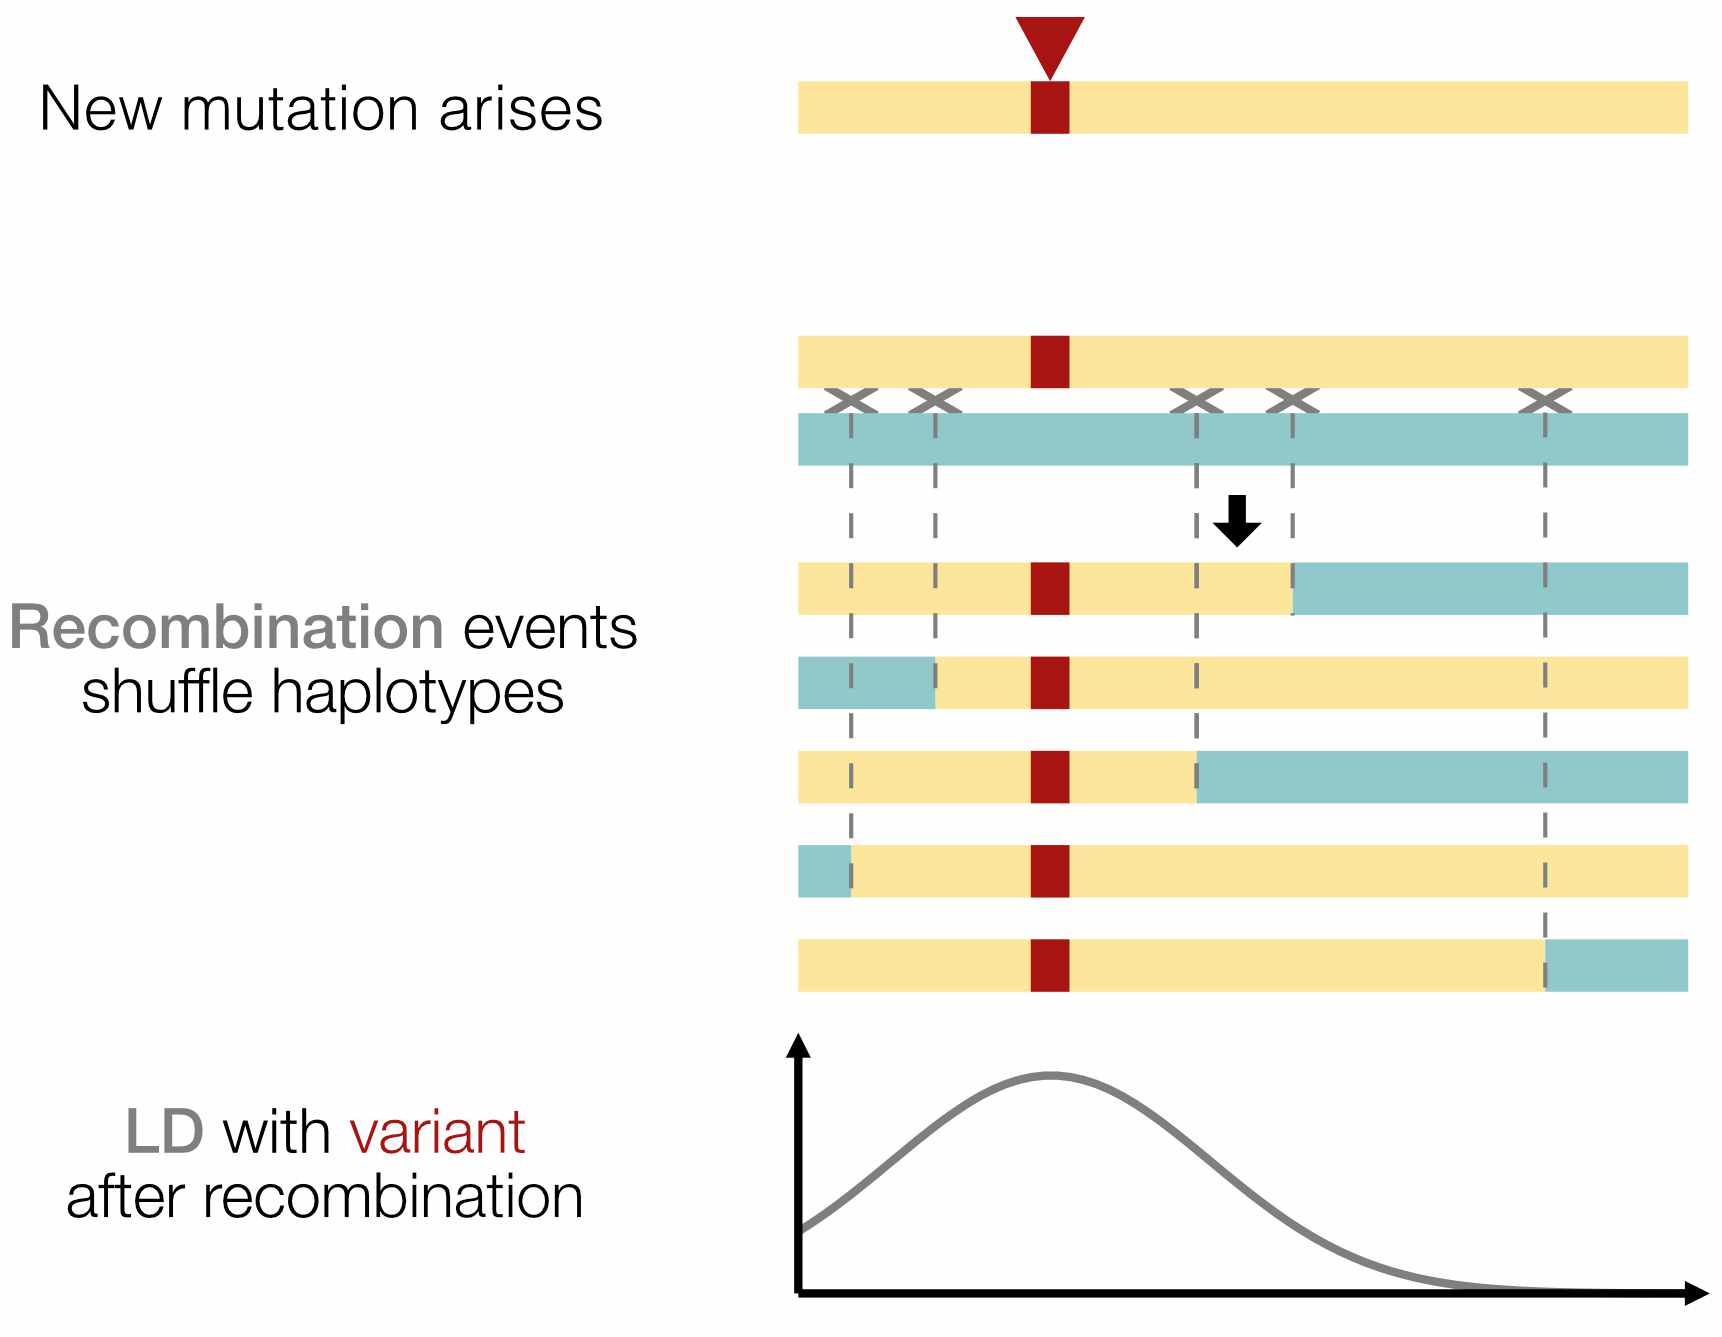 New mutation arises
Recombination events
shuffle haplotypes
LD with variant
after recombination